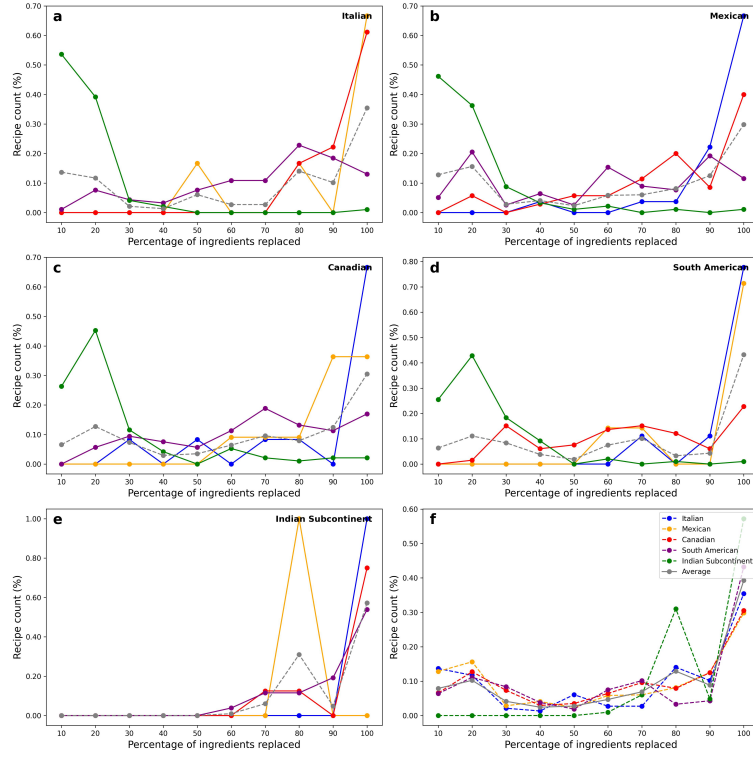 a
Italian
Recipe count (%)
0.70
0.60
0.50
0.40
0.30
0.20
0.10
0.00
10 20 30 40 50 60 70 80 90 100
Percentage of ingredients replaced
b
Mexican
Recipe count (%)
0.70
0.60
0.50
0.40
0.30
0.20
0.10
0.00
10 20 30 40 50 60 70 80 90 100
Percentage of ingredients replaced
c
Canadian
Recipe count (%)
0.70
0.60
0.50
0.40
0.30
0.20
0.10
0.00
10 20 30 40 50 60 70 80 90 100
Percentage of ingredients replaced
d
South American
Recipe count (%)
0.80
0.70
0.60
0.50
0.40
0.30
0.20
0.10
0.00
10 20 30 40 50 60 70 80 90 100
Percentage of ingredients replaced
e
Indian Subcontinent
Recipe count (%)
1.00
0.80
0.60
0.40
0.20
0.00
10 20 30 40 50 60 70 80 90 100
Percentage of ingredients replaced
f
Italian
Mexican
Canadian
South American
Indian Subcontinent
Average
Recipe count (%)
0.60
0.50
0.40
0.30
0.20
0.10
0.00
10 20 30 40 50 60 70 80 90 100
Percentage of ingredients replaced